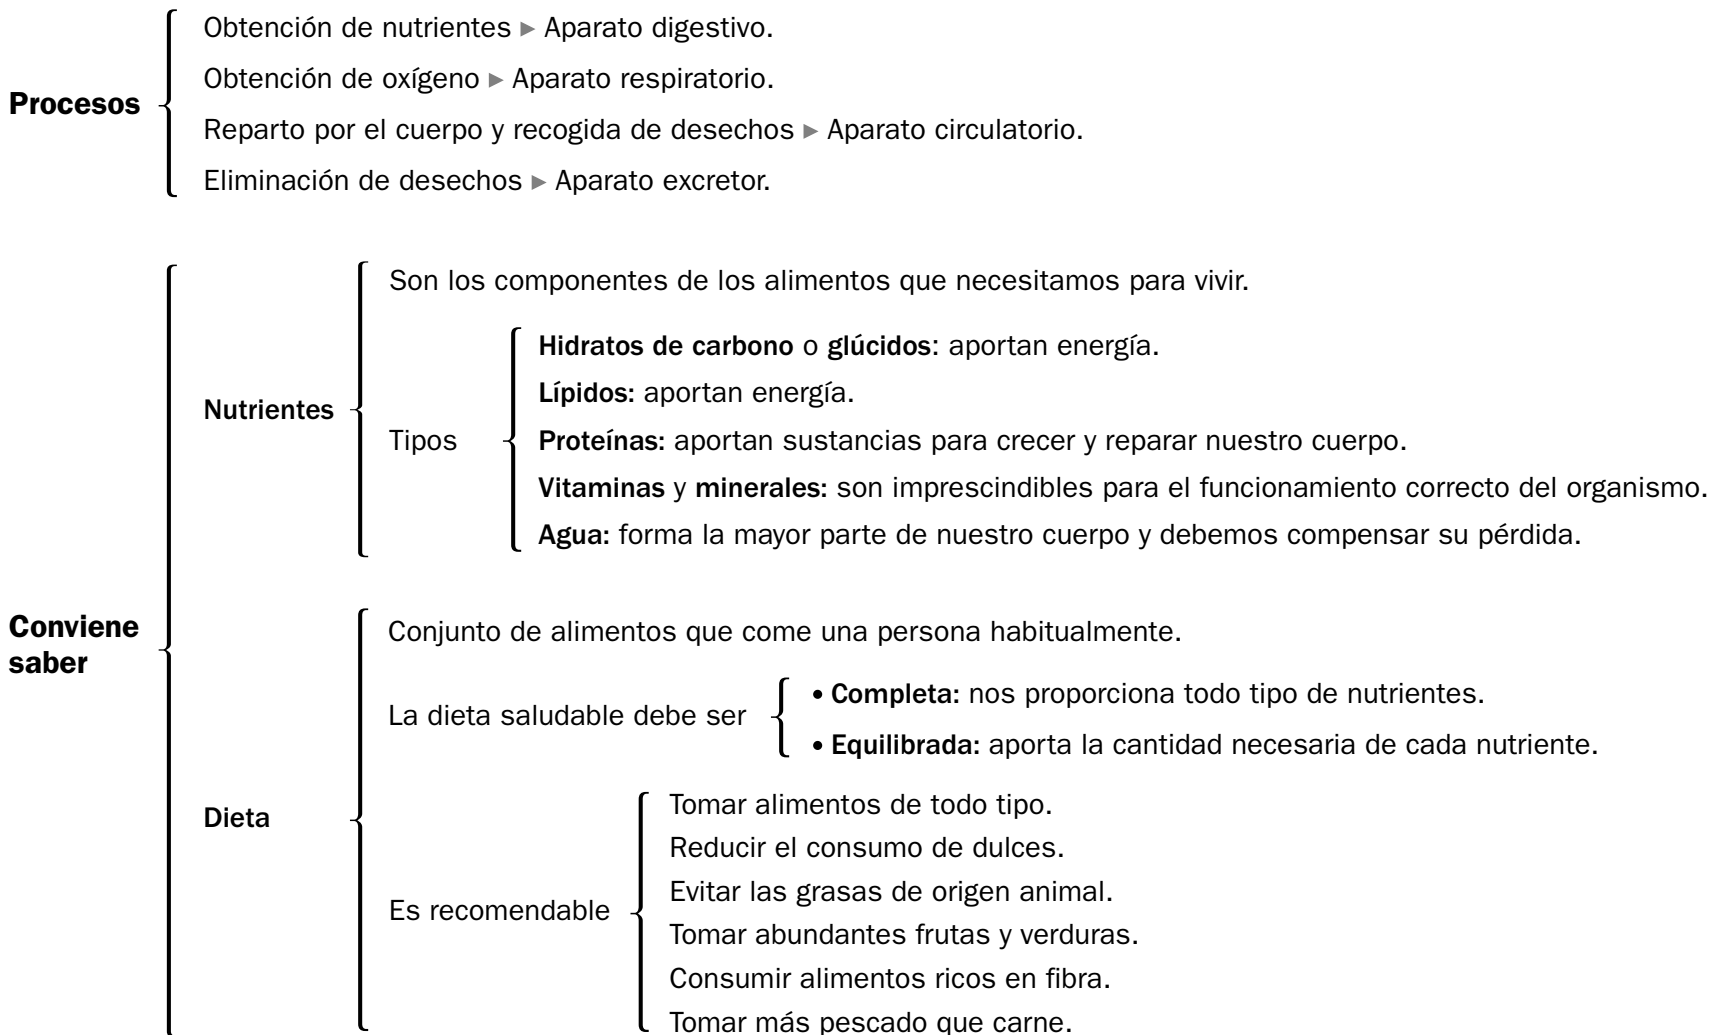 Procesos
Obtención de nutrientes ► Aparato digestivo.
Obtención de oxígeno ► Aparato respiratorio.
Reparto por el cuerpo y recogida de desechos ► Aparato circulatorio.
Eliminación de desechos ► Aparato excretor.
Conviene
saber
Nutrientes
Son los componentes de los alimentos que necesitamos para vivir.
Tipos
Hidratos de carbono o glúcidos: aportan energía.
Lípidos: aportan energía.
Proteínas: aportan sustancias para crecer y reparar nuestro cuerpo.
Vitaminas y minerales: son imprescindibles para el funcionamiento correcto del organismo.
Agua: forma la mayor parte de nuestro cuerpo y debemos compensar su pérdida.
Dieta
Conjunto de alimentos que come una persona habitualmente.
La dieta saludable debe ser
• Completa: nos proporciona todo tipo de nutrientes.
• Equilibrada: aporta la cantidad necesaria de cada nutriente.
Es recomendable
Tomar alimentos de todo tipo.
Reducir el consumo de dulces.
Evitar las grasas de origen animal.
Tomar abundantes frutas y verduras.
Consumir alimentos ricos en fibra.
Tomar más pescado que carne.